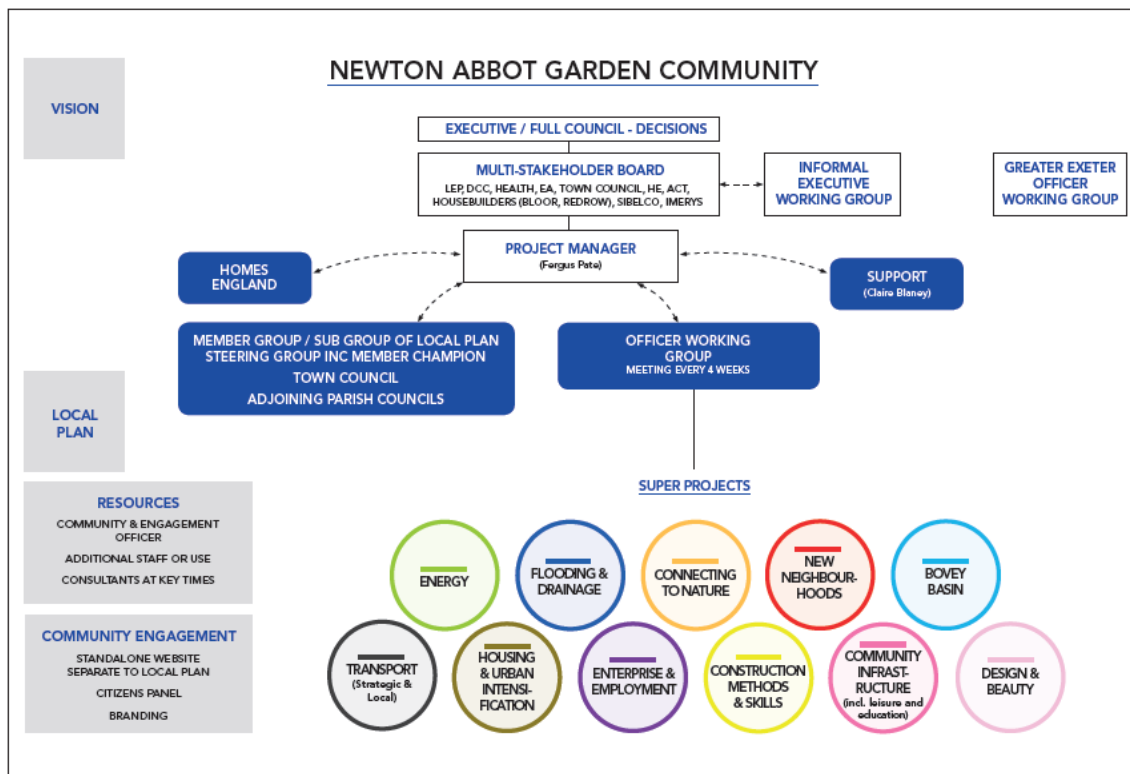 NEWTON ABBOT GARDEN COMMUNITY
VISION
EXECUTIVE / FULL COUNCIL - DECISIONS
MULTI-STAKEHOLDER BOARD
LEP, DCC, HEALTH, EA, TOWN COUNCIL, HE, ACT,
HOUSEBUILDERS (BLOOR, REDROW), SIBELCO, IMERYS
INFORMAL
EXECUTIVE
WORKING GROUP
GREATER EXETER
OFFICER
WORKING GROUP
PROJECT MANAGER
(Fergus Pate)
HOMES
ENGLAND
SUPPORT
(Claire Blaney)
MEMBER GROUP / SUB GROUP OF LOCAL PLAN
STEERING GROUP INC MEMBER CHAMPION
TOWN COUNCIL
ADJOINING PARISH COUNCILS
OFFICER WORKING
GROUP
MEETING EVERY 4 WEEKS
LOCAL
PLAN
SUPER PROJECTS
RESOURCES
COMMUNITY & ENGAGEMENT
OFFICER
ADDITIONAL STAFF OR USE
CONSULTANTS AT KEY TIMES
ENERGY
FLOODING &
DRAINAGE
CONNECTING
TO NATURE
NEW
NEIGHBOUR-
HOODS
BOVEY
BASIN
COMMUNITY ENGAGEMENT
STANDALONE WEBSITE
SEPARATE TO LOCAL PLAN
CITIZENS PANEL
BRANDING
TRANSPORT
(Strategic
& Local)
HOUSING
& URBAN
INTENSI-
FICATION
ENTERPRISE &
EMPLOYMENT
CONSTRUCTION
METHODS
& SKILLS
COMMUNITY
INFRAST-
RUCTURE
(incl. leisure and
education)
DESIGN &
BEAUTY